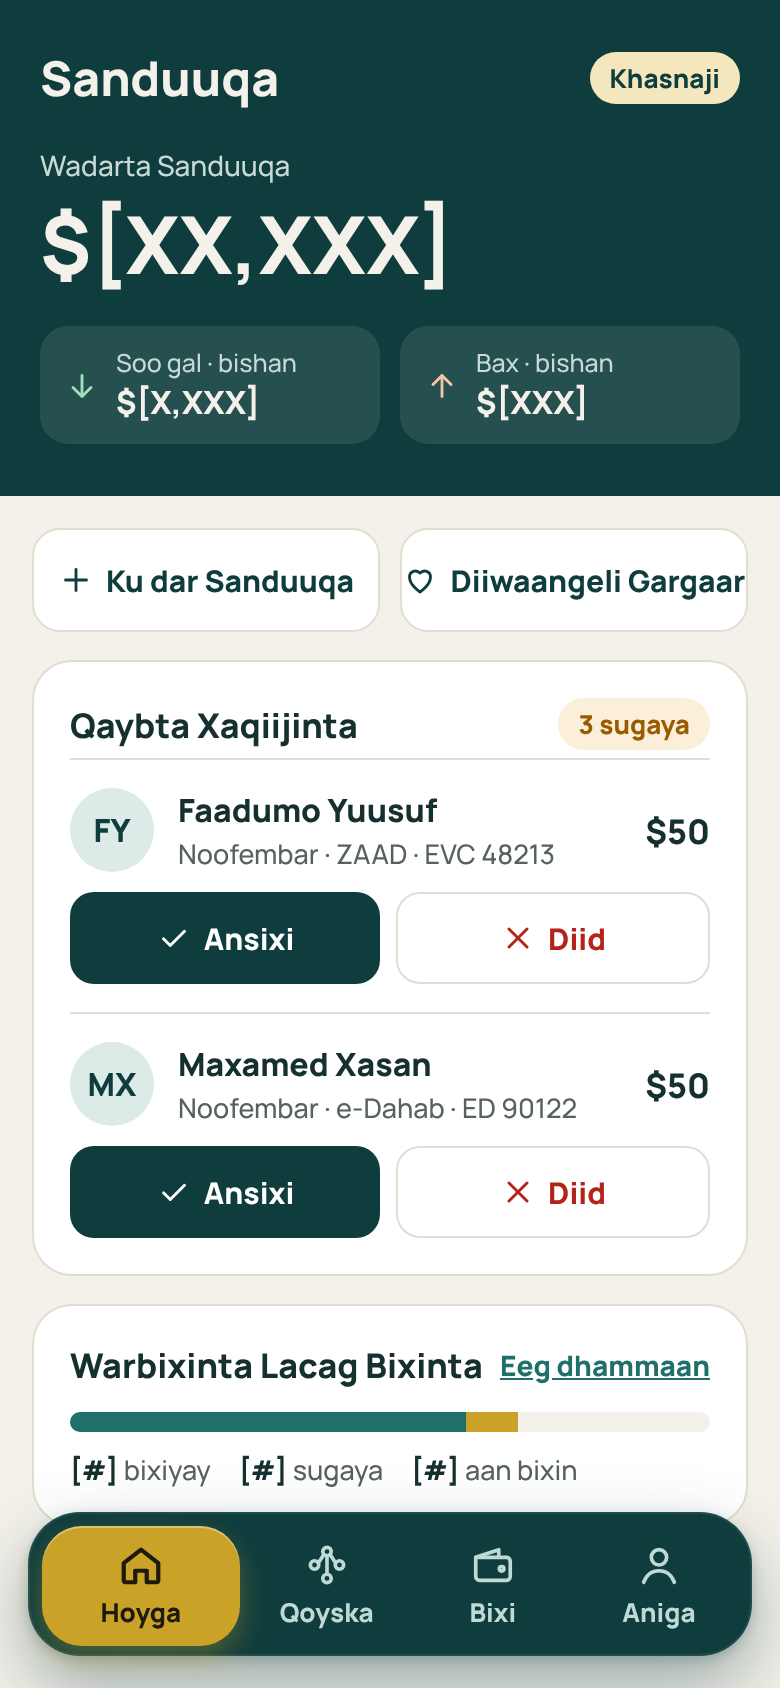 Sanduuqa
Khasnaji
Wadarta Sanduuqa
$[XX,XXX]
Soo gal · bishan
$[X,XXX]
Bax · bishan
$[XXX]
Ku dar Sanduuqa
Diiwaangeli Gargaar
Qaybta Xaqiijinta
3 sugaya
FY
Faadumo Yuusuf
Noofembar · ZAAD · EVC 48213
$50
Ansixi
Diid
MX
Maxamed Xasan
Noofembar · e-Dahab · ED 90122
$50
Ansixi
Diid
Warbixinta Lacag Bixinta
Eeg dhammaan
[#] bixiyay
[#] sugaya
[#] aan bixin
Hoyga
Qoyska
Bixi
Aniga